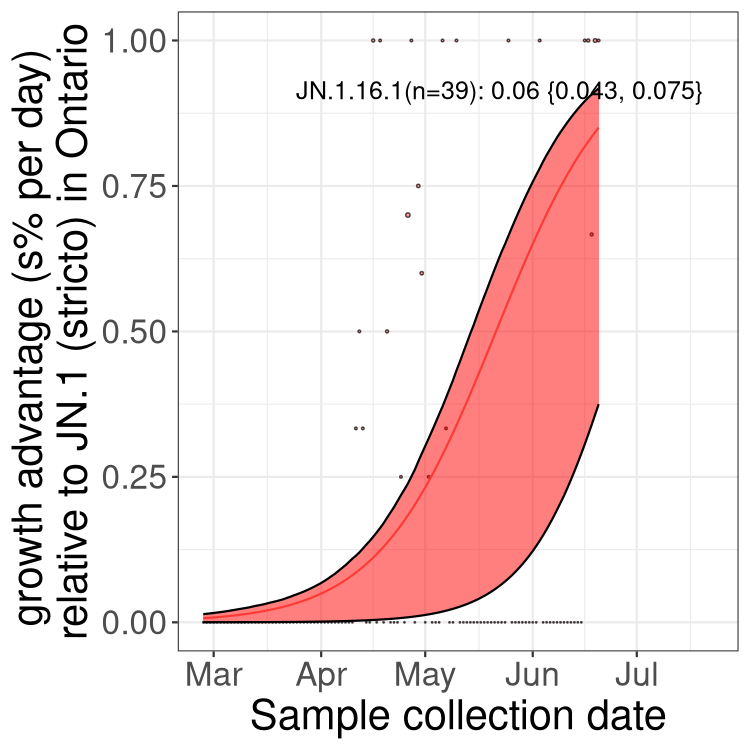 growth advantage (s% per day)
relative to JN.1 (stricto) in Ontario
1.00
0.75
0.50
0.25
0.00
JN.1.16.1(n=39): 0.06 {0.043, 0.075}
Mar Apr May Jun Jul
Sample collection date